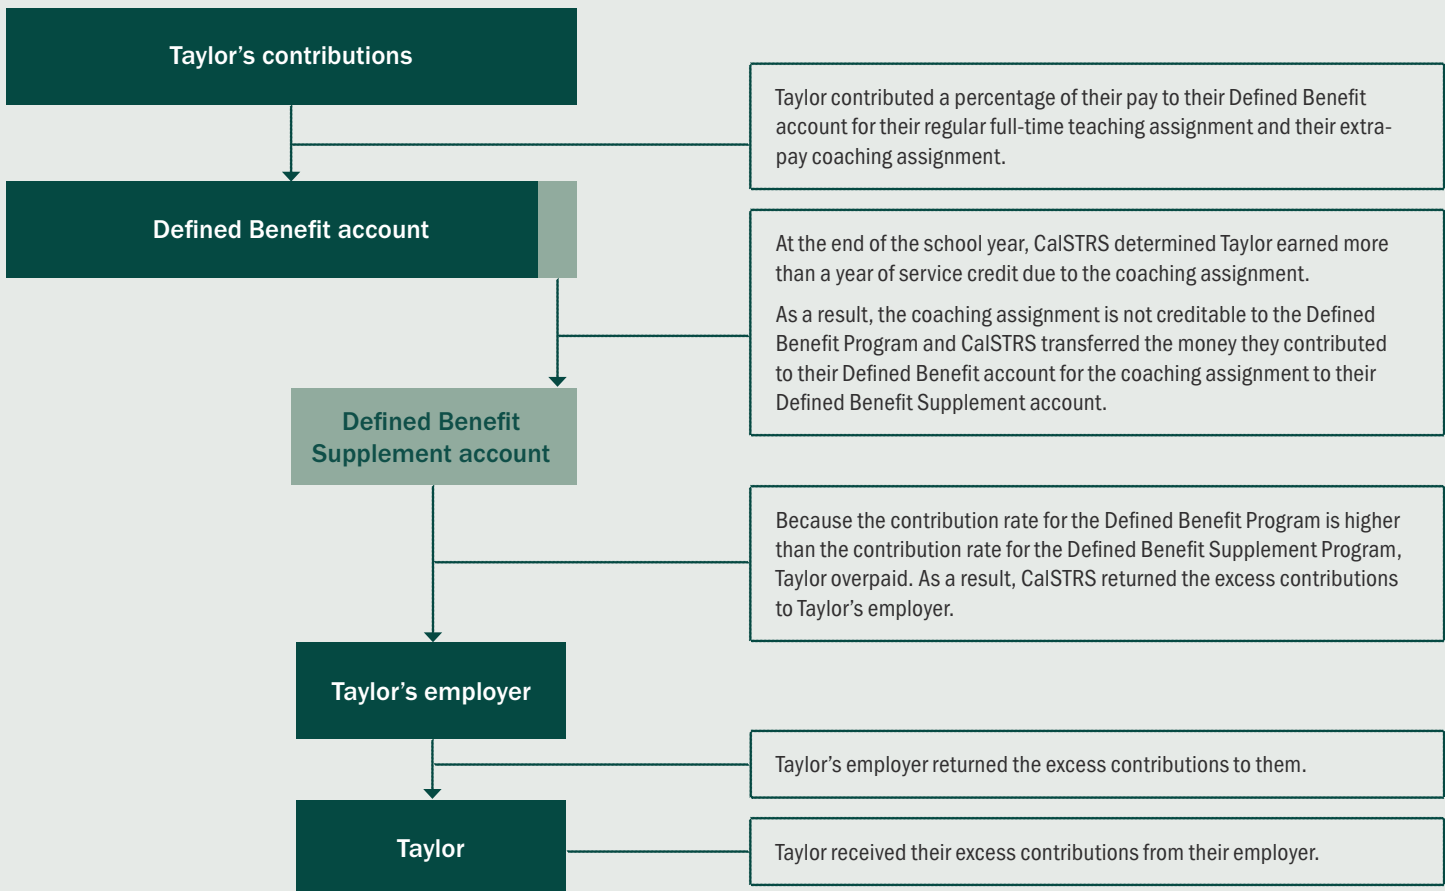 Taylor’s contributions
Taylor contributed a percentage of their pay to their Defined Benefit
account for their regular full-time teaching assignment and their extra-
pay coaching assignment.
Defined Benefit account
At the end of the school year, CalSTRS determined Taylor earned more
than a year of service credit due to the coaching assignment.
As a result, the coaching assignment is not creditable to the Defined
Benefit Program and CalSTRS transferred the money they contributed
to their Defined Benefit account for the coaching assignment to their
Defined Benefit Supplement account.
Defined Benefit
Supplement account
Because the contribution rate for the Defined Benefit Program is higher
than the contribution rate for the Defined Benefit Supplement Program,
Taylor overpaid. As a result, CalSTRS returned the excess contributions
to Taylor’s employer.
Taylor’s employer
Taylor’s employer returned the excess contributions to them.
Taylor
Taylor received their excess contributions from their employer.